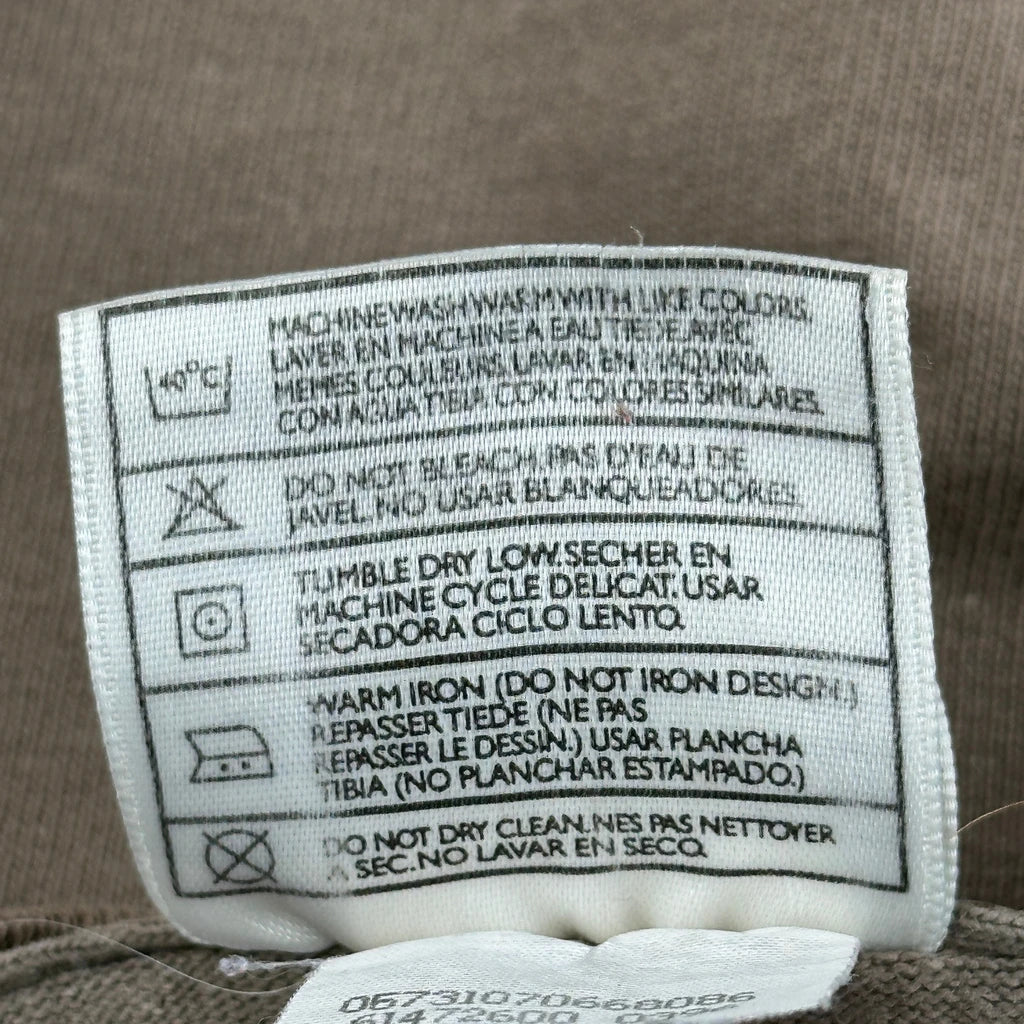 MACHINE WASH WARM WITH LIKE COLORS.
LAVER EN MACHINE A EAU TIEDE AVEC
MEMES COULEURS. LAVAR EN MAQUINA
CON AGUA TIBIA CON COLORES SIMILARES.
40°C
DO NOT BLEACH. PAS D'EAU DE
JAVEL. NO USAR BLANQUEADORES.
TUMBLE DRY LOW. SECHER EN
MACHINE CYCLE DELICAT. USAR
SECADORA CICLO LENTO.
WARM IRON (DO NOT IRON DESIGN.)
REPASSER TIEDE (NE PAS
REPASSER LE DESSIN.) USAR PLANCHA
TIBIA (NO PLANCHAR ESTAMPADO.)
DO NOT DRY CLEAN. NES PAS NETTOYER
A SEC. NO LAVAR EN SECO.
06731070668086
61472600